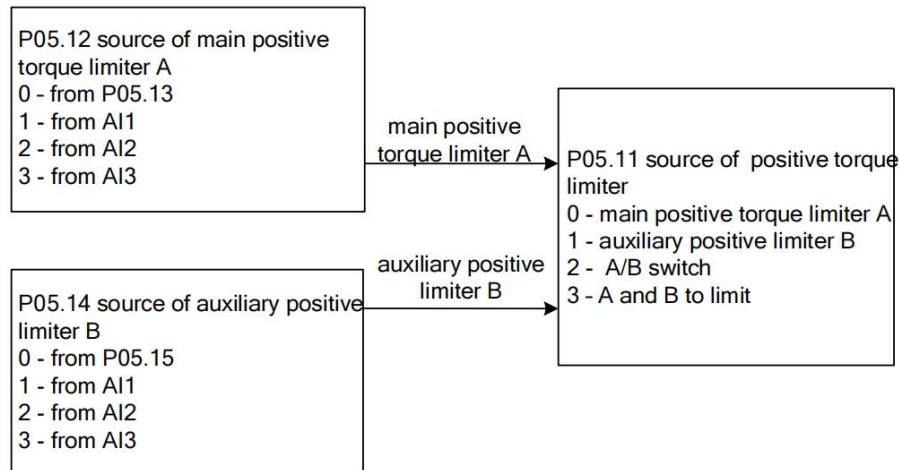 P05.12 source of main positive
torque limiter A
0 - from P05.13
1 - from AI1
2 - from AI2
3 - from AI3
main positive
torque limiter A
P05.11 source of  positive torque
limiter
0 - main positive torque limiter A
1 - auxiliary positive limiter B
2 -  A/B switch
3 - A and B to limit
auxiliary positive
limiter B
P05.14 source of auxiliary positive
limiter B
0 - from P05.15
1 - from AI1
2 - from AI2
3 - from AI3